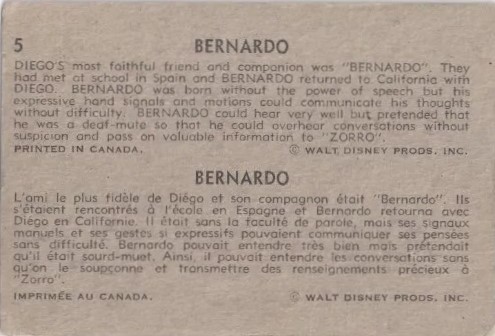 5
BERNARDO
DIEGO'S most faithful friend and companion was "BERNARDO". They
had met at school in Spain and BERNARDO returned to California with
DIEGO. BERNARDO was born without the power of speech but his
expressive hand signals and motions could communicate his thoughts
without difficulty. BERNARDO could hear very well but pretended that
he was a deaf-mute so that he could overhear conversations without
suspicion and pass on valuable information to "ZORRO".
PRINTED IN CANADA. © WALT DISNEY PRODS. INC.
BERNARDO
L'ami le plus fidèle de Diégo et son compagnon était "Bernardo". Ils
s'étaient rencontrés à l'école en Espagne et Bernardo retourna avec
Diégo en Californie. Il était sans la faculté de parole, mais ses signaux
manuels et ses gestes si expressifs pouvaient communiquer ses pensées
sans difficulté. Bernardo pouvait entendre très bien mais prétendait
qu'il était sourd-muet. Ainsi, il pouvait entendre les conversations sans
qu'on le soupçonne et transmettre des renseignements précieux à
"Zorro".
IMPRIMÉE AU CANADA. © WALT DISNEY PRODS. INC.